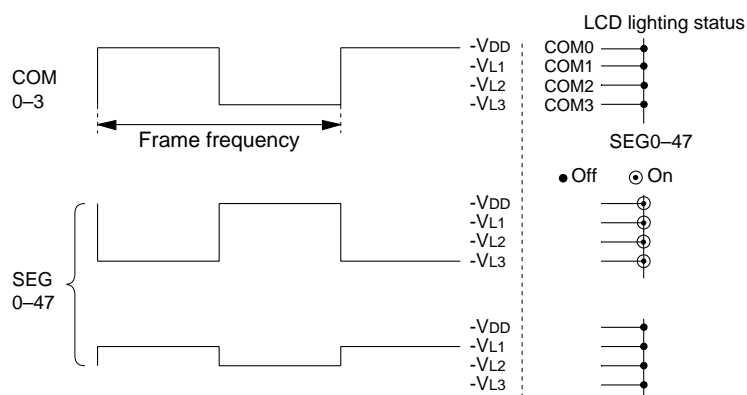 LCD lighting status
COM
0–3
-VDD
-VL1
-VL2
-VL3
COM0
COM1
COM2
COM3
Frame frequency
SEG0–47
Off
On
SEG
0–47
-VDD
-VL1
-VL2
-VL3
-VDD
-VL1
-VL2
-VL3